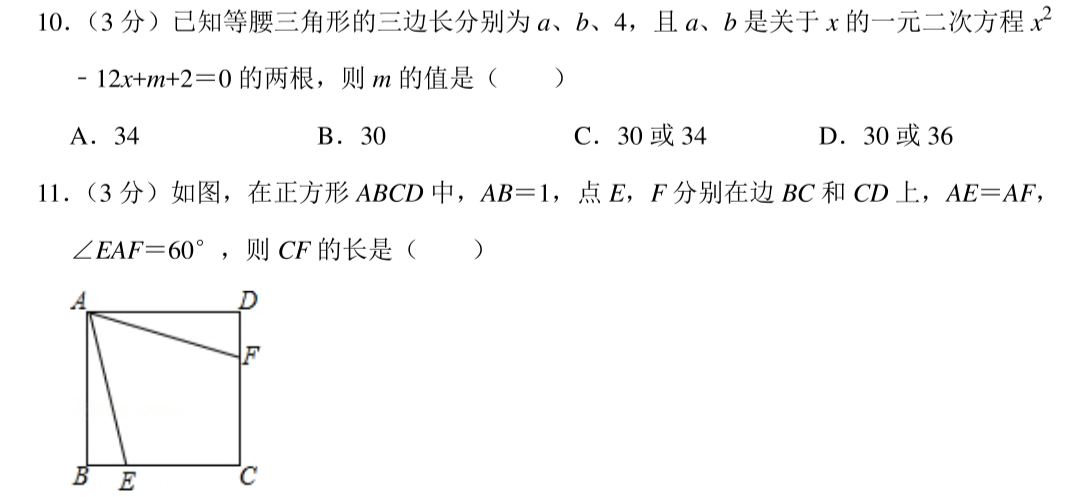 10．（3 分）已知等腰三角形的三边长分别为 a、b、4，且 a、b 是关于 x 的一元二次方程 x²
﹣12x+m+2＝0 的两根，则 m 的值是（　　）
A．34 B．30 C．30 或 34 D．30 或 36
11．（3 分）如图，在正方形 ABCD 中，AB＝1，点 E，F 分别在边 BC 和 CD 上，AE＝AF，
∠EAF＝60°，则 CF 的长是（　　）
A D
F
B E C